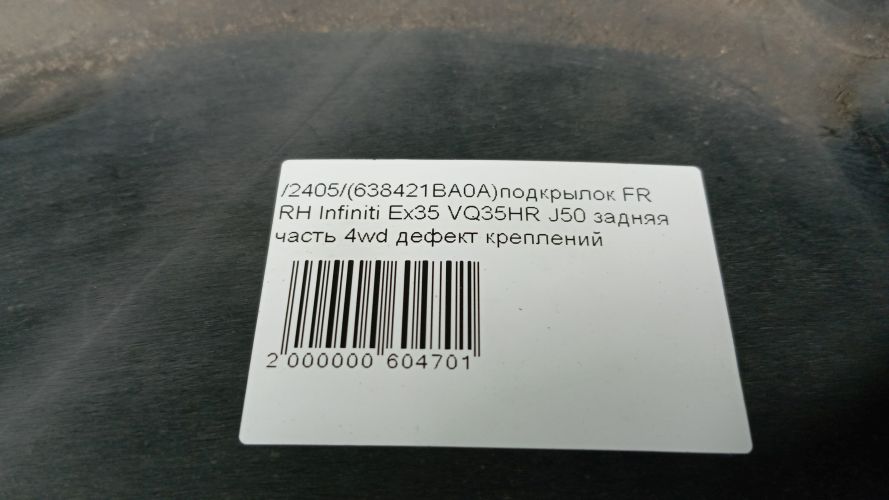 /2405/(638421BA0A)подкрылок FR
RH Infiniti Ex35 VQ35HR J50 задняя
часть 4wd дефект креплений
2 000000 604701